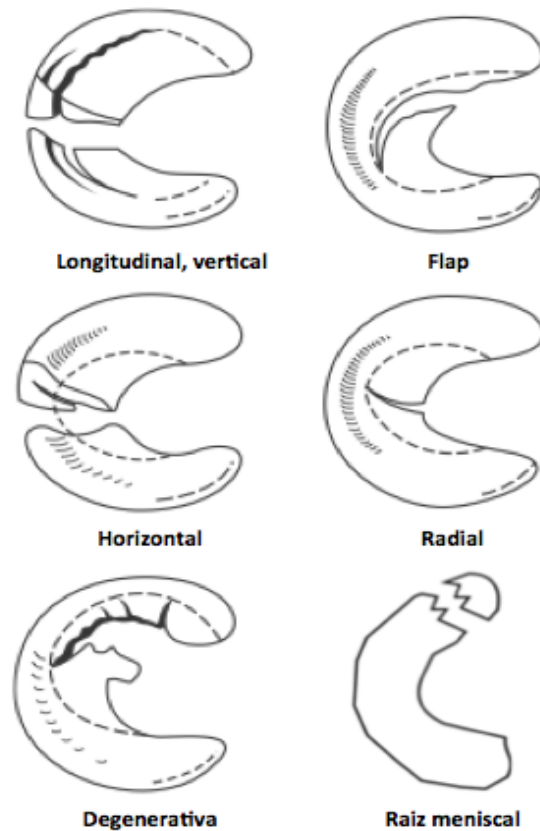 Longitudinal, vertical
Flap
Horizontal
Radial
Degenerativa
Raiz meniscal